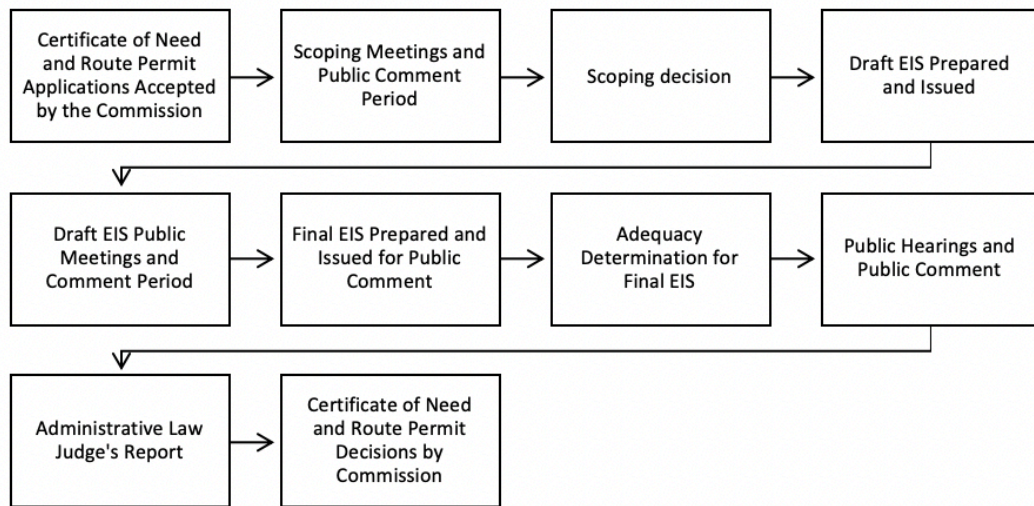 Certificate of Need
and Route Permit
Applications Accepted
by the Commission
Scoping Meetings and
Public Comment
Period
Scoping decision
Draft EIS Prepared
and Issued
Draft EIS Public
Meetings and
Comment Period
Final EIS Prepared and
Issued for Public
Comment
Adequacy
Determination for
Final EIS
Public Hearings and
Public Comment
Administrative Law
Judge's Report
Certificate of Need
and Route Permit
Decisions by
Commission